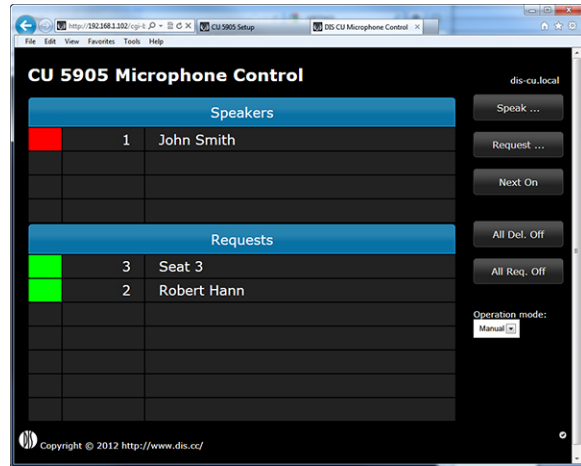 http://192.168.1.102/cgi-b
CU 5905 Setup
DIS CU Microphone Control
File Edit View Favorites Tools Help
CU 5905 Microphone Control
dis-cu.local
Speakers
Speak ...
1 John Smith
Request ...
Next On
Requests
All Del. Off
3 Seat 3
All Req. Off
2 Robert Hann
Operation mode:
Manual
DIS Copyright © 2012 http://www.dis.cc/